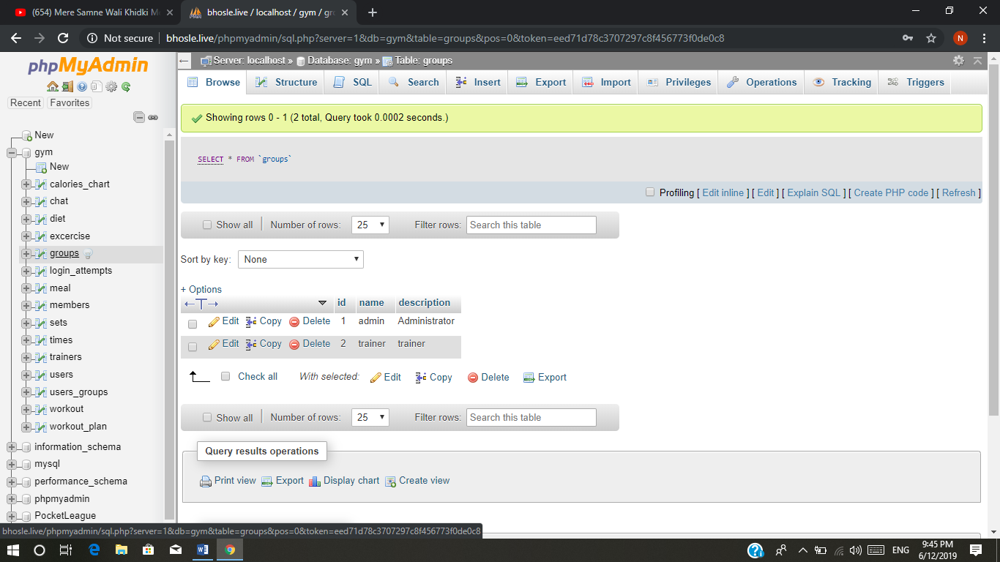 (654) Mere Samne Wali Khidki M
bhosle.live / localhost / gym / gr
Not secure bhosle.live/phpmyadmin/sql.php?server=1&db=gym&table=groups&pos=0&token=eed71d78c3707297c8f456773f0de0c8
N
phpMyAdmin
Recent Favorites
New
gym
New
calories_chart
chat
diet
excercise
groups
login_attempts
meal
members
sets
times
trainers
users
users_groups
workout
workout_plan
information_schema
mysql
performance_schema
phpmyadmin
PocketLeague
Server: localhost » Database: gym » Table: groups
Browse Structure SQL Search Insert Export Import Privileges Operations Tracking Triggers
Showing rows 0 - 1 (2 total, Query took 0.0002 seconds.)
SELECT * FROM `groups`
Profiling [ Edit inline ] [ Edit ] [ Explain SQL ] [ Create PHP code ] [ Refresh ]
Show all Number of rows: 25 Filter rows: Search this table
Sort by key: None
+ Options
←T→ id name description
Edit Copy Delete 1 admin Administrator
Edit Copy Delete 2 trainer trainer
Check all With selected: Edit Copy Delete Export
Show all Number of rows: 25 Filter rows: Search this table
Query results operations
Print view Export Display chart Create view
bhosle.live/phpmyadmin/sql.php?server=1&db=gym&table=groups&pos=0&token=eed71d78c3707297c8f456773f0de0c8
ENG
9:45 PM
6/12/2019